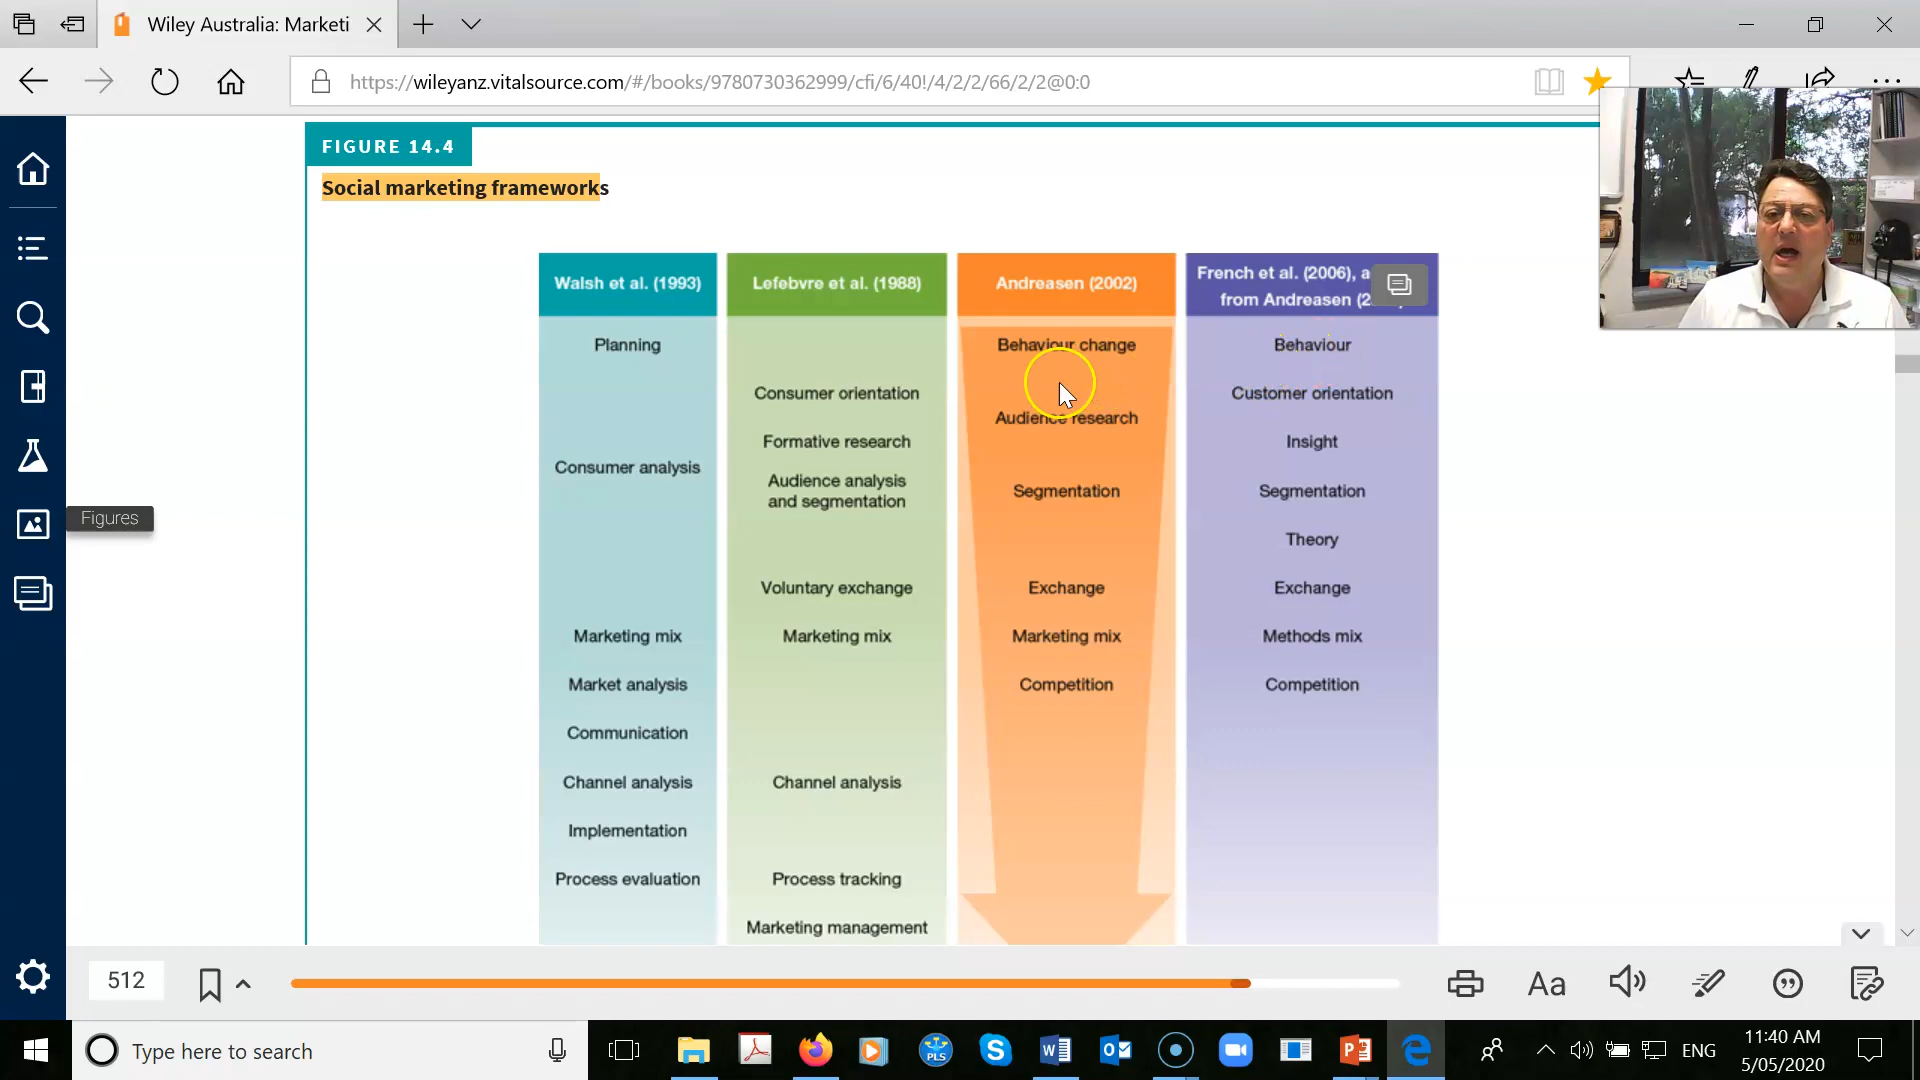 Wiley Australia: Marketi
https://wileyanz.vitalsource.com/#/books/9780730362999/cfi/6/40!/4/2/2/66/2/2@0:0
FIGURE 14.4
Social marketing frameworks
Walsh et al. (1993)
Planning
Consumer analysis
Marketing mix
Market analysis
Communication
Channel analysis
Implementation
Process evaluation
Lefebvre et al. (1988)
Consumer orientation
Formative research
Audience analysis
and segmentation
Voluntary exchange
Marketing mix
Channel analysis
Process tracking
Marketing management
Andreasen (2002)
Behaviour change
Audience research
Segmentation
Exchange
Marketing mix
Competition
French et al. (2006), a
from Andreasen (2
Behaviour
Customer orientation
Insight
Segmentation
Theory
Exchange
Methods mix
Competition
Figures
512
Aa
Type here to search
PLS
ENG
11:40 AM
5/05/2020